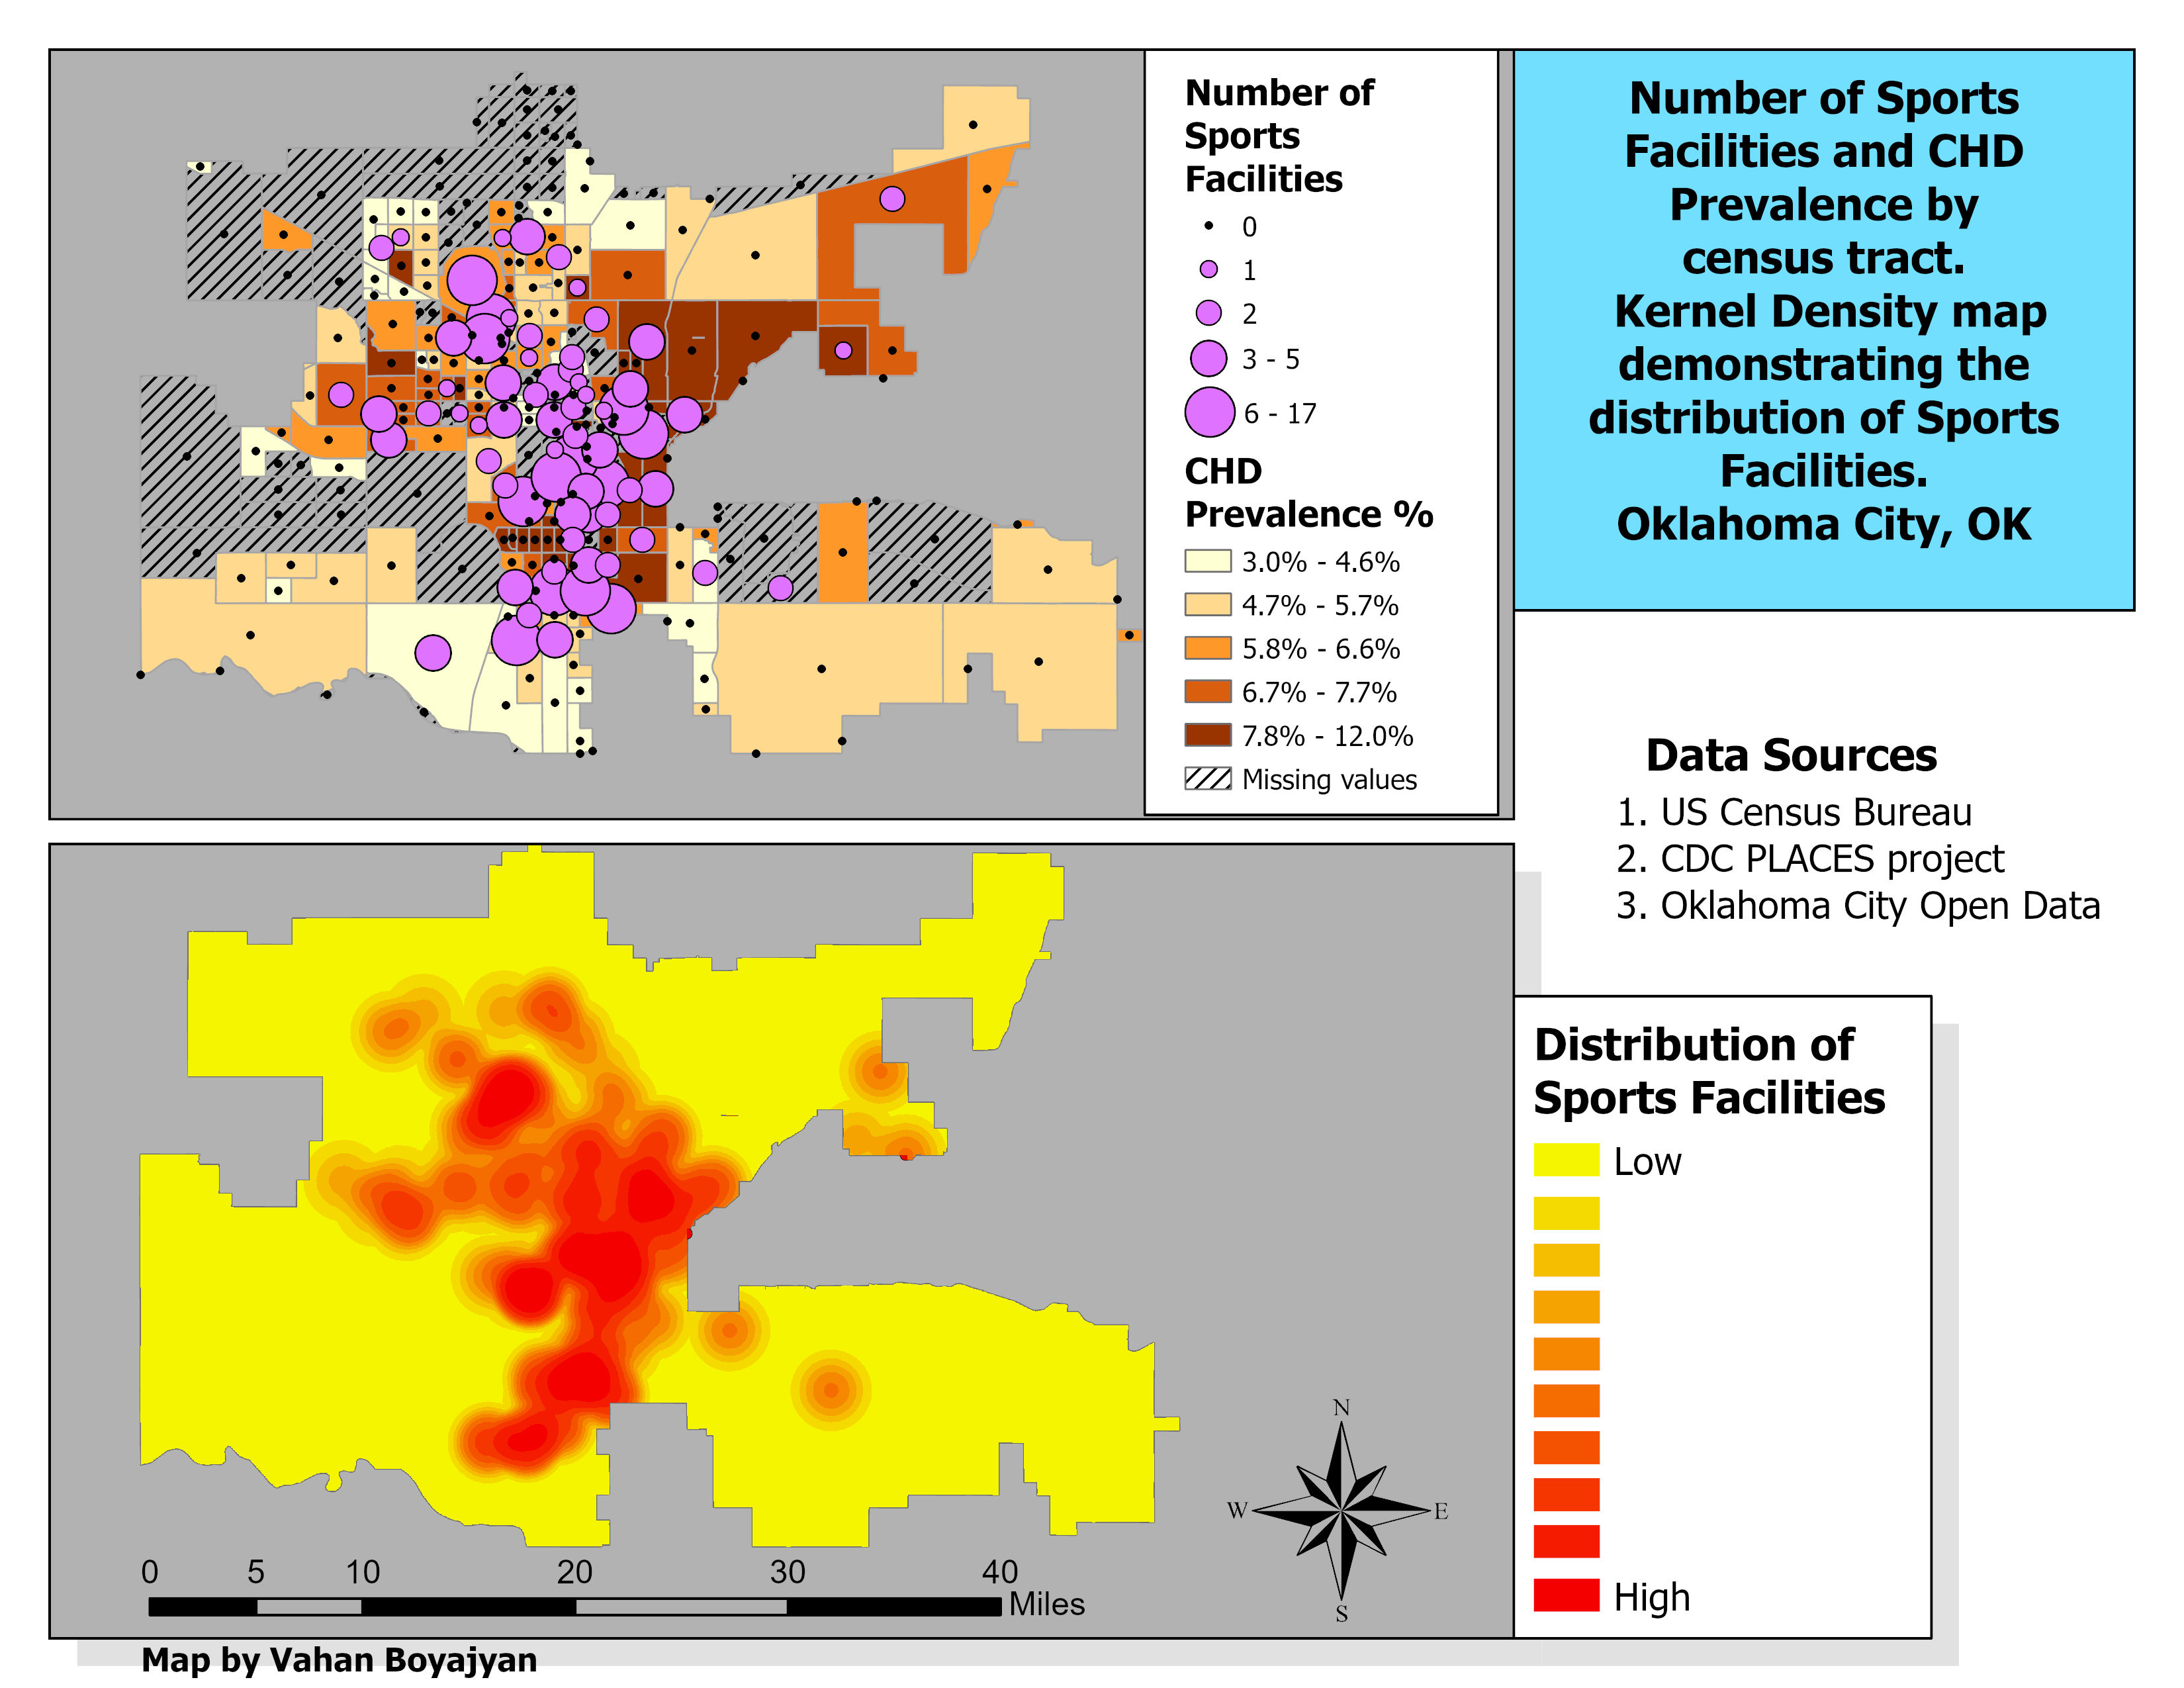 Number of
Sports
Facilities
0
1
2
3 - 5
6 - 17
CHD
Prevalence %
3.0% - 4.6%
4.7% - 5.7%
5.8% - 6.6%
6.7% - 7.7%
7.8% - 12.0%
Missing values
Number of Sports
Facilities and CHD
Prevalence by
census tract.
Kernel Density map
demonstrating the
distribution of Sports
Facilities.
Oklahoma City, OK
Data Sources
1. US Census Bureau
2. CDC PLACES project
3. Oklahoma City Open Data
Distribution of
Sports Facilities
Low
High
N
W E
S
0 5 10 20 30 40
Miles
Map by Vahan Boyajyan